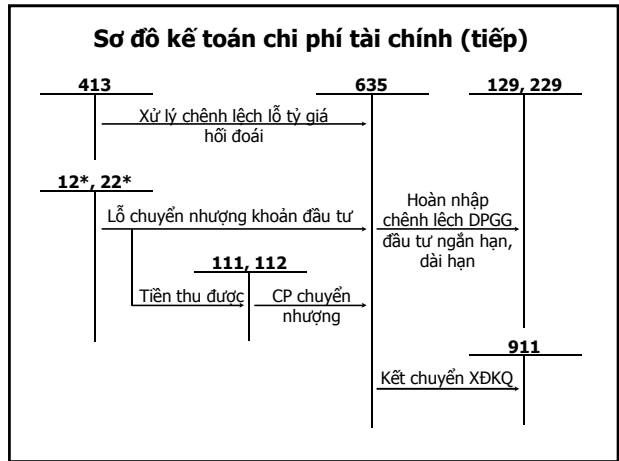 Sơ đồ kế toán chi phí tài chính (tiếp)
413
635
129, 229
Xử lý chênh lệch lỗ tỷ giá
hối đoái
12*, 22*
Lỗ chuyển nhượng khoản đầu tư
Hoàn nhập
chênh lêch DPGG
đầu tư ngắn hạn,
dài hạn
111, 112
Tiền thu được
CP chuyển
nhượng
911
Kết chuyển XĐKQ